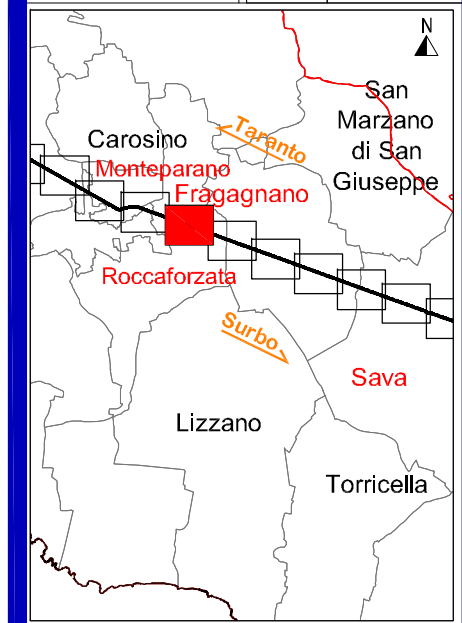 N
San
Marzano
di San
Giuseppe
Taranto
Carosino
Monteparano
Fragagnano
Roccaforzata
Surbo
Sava
Lizzano
Torricella